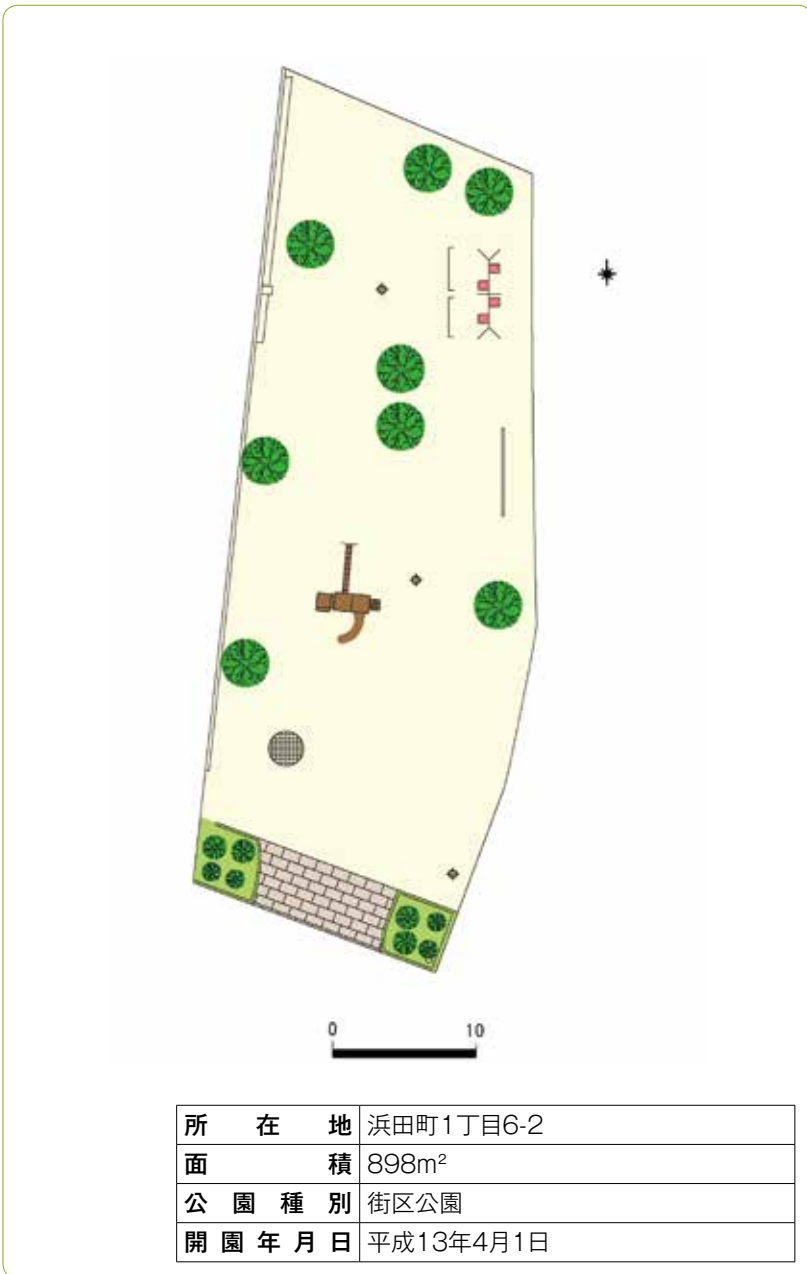 0 10
所在地 浜田町1丁目6-2
面積 898m²
公園種別 街区公園
開園年月日 平成13年4月1日